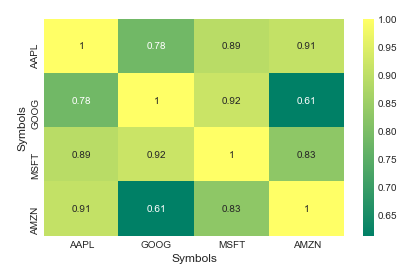 AAPL 1 0.78 0.89 0.91
GOOG 0.78 1 0.92 0.61
MSFT 0.89 0.92 1 0.83
AMZN 0.91 0.61 0.83 1
AAPL GOOG MSFT AMZN
Symbols
Symbols
1.00
0.95
0.90
0.85
0.80
0.75
0.70
0.65